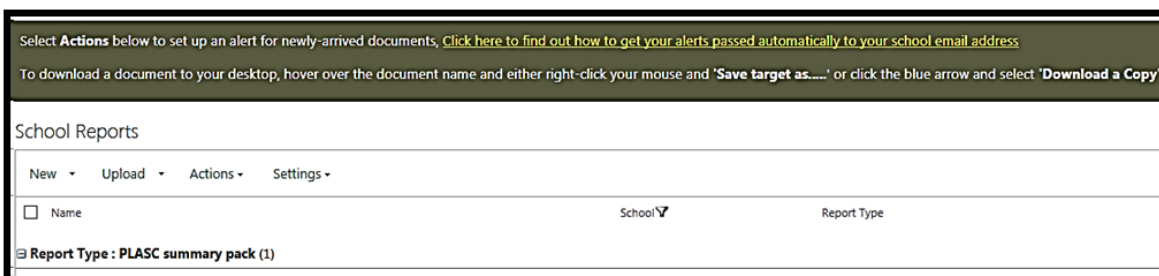 Select Actions below to set up an alert for newly-arrived documents, Click here to find out how to get your alerts passed automatically to your school email address
To download a document to your desktop, hover over the document name and either right-click your mouse and 'Save target as.....' or click the blue arrow and select 'Download a Copy'
School Reports
New Upload Actions Settings
Name School Report Type
Report Type : PLASC summary pack (1)